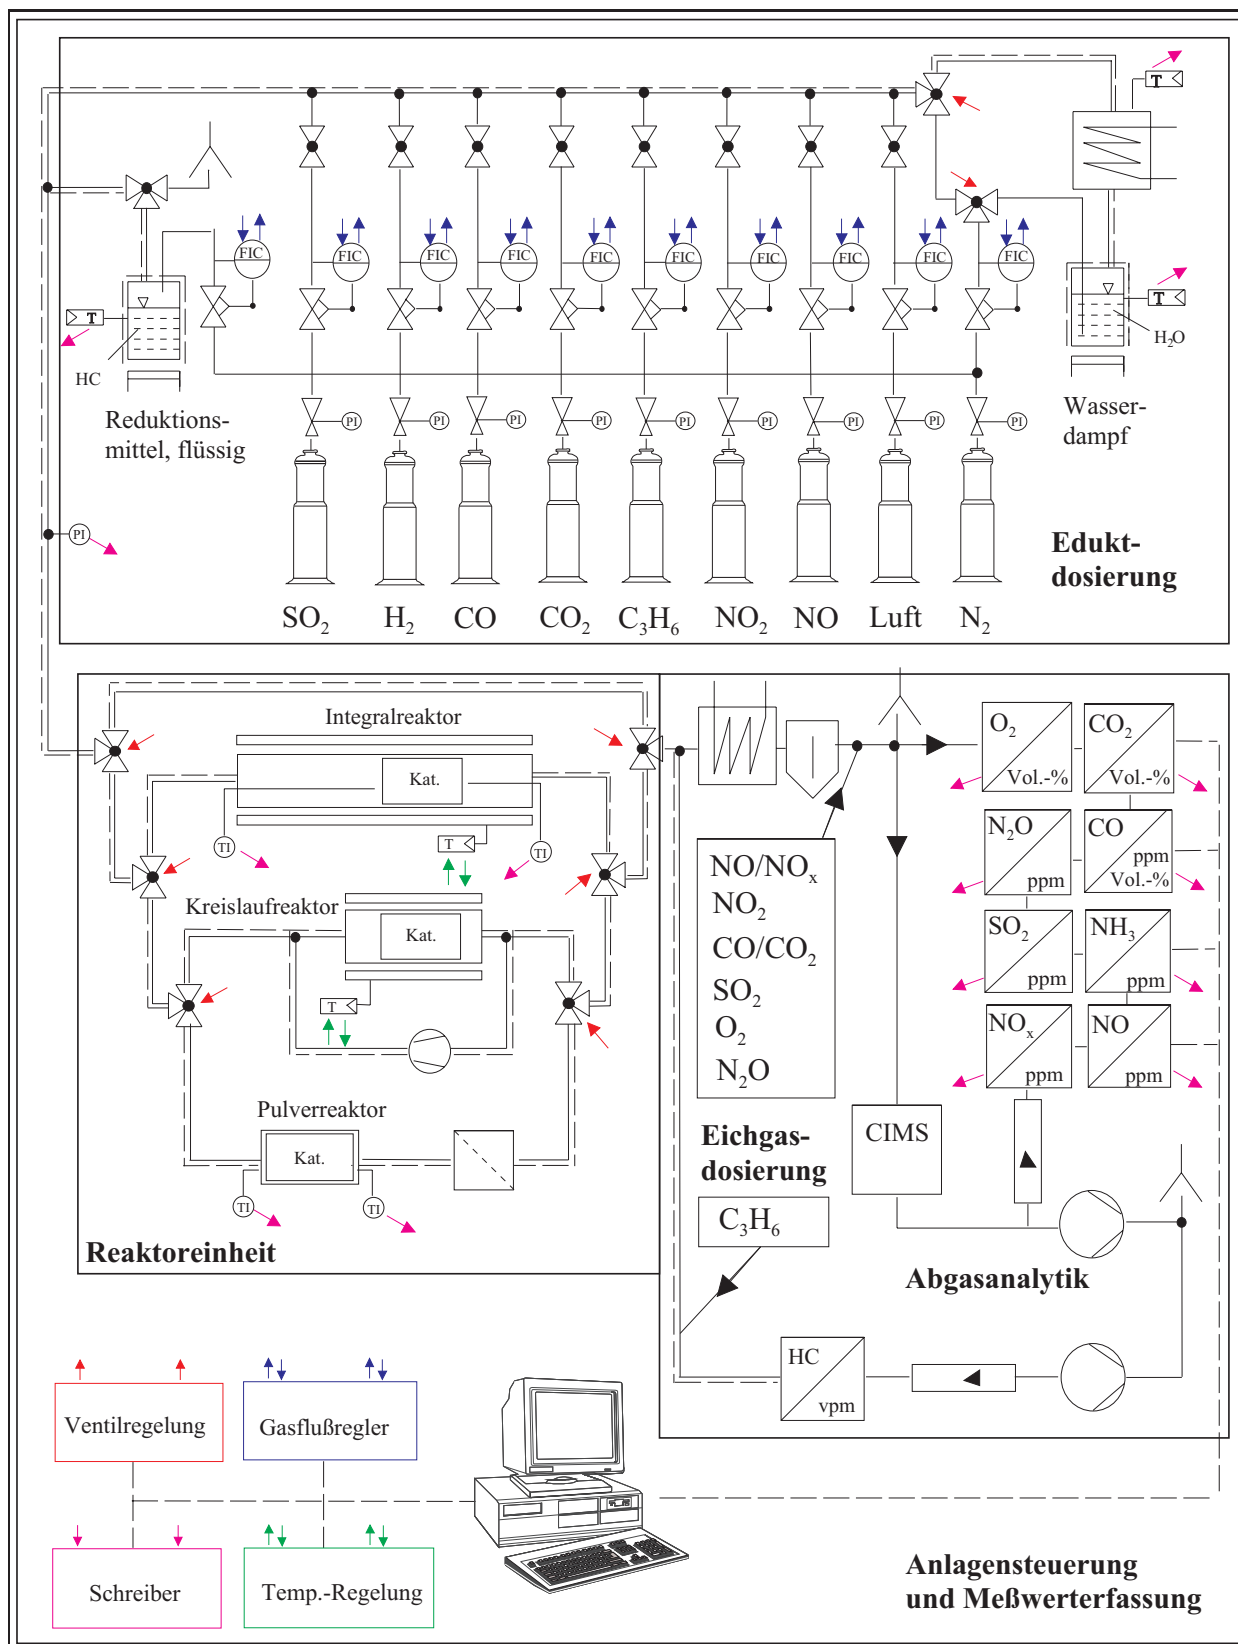 T
FIC FIC FIC FIC FIC FIC FIC FIC FIC FIC
T
T
HC
H₂O
Reduktions-
mittel, flüssig
PI PI PI PI PI PI PI PI PI
Wasser-
dampf
PI
Edukt-
dosierung
SO₂ H₂ CO CO₂ C₃H₆ NO₂ NO Luft N₂
Integralreaktor
Kat.
TI
T
TI
Kreislaufreaktor
Kat.
T
Pulverreaktor
Kat.
TI
TI
Reaktoreinheit
O₂
Vol.-%
CO₂
Vol.-%
N₂O
ppm
CO
ppm
Vol.-%
SO₂
ppm
NH₃
ppm
NOₓ
ppm
NO
ppm
NO/NOₓ
NO₂
CO/CO₂
SO₂
O₂
N₂O
Eichgas-
dosierung
C₃H₆
CIMS
Abgasanalytik
HC
vpm
Ventilregelung
Gasflußregler
Schreiber
Temp.-Regelung
Anlagensteuerung
und Meßwerterfassung